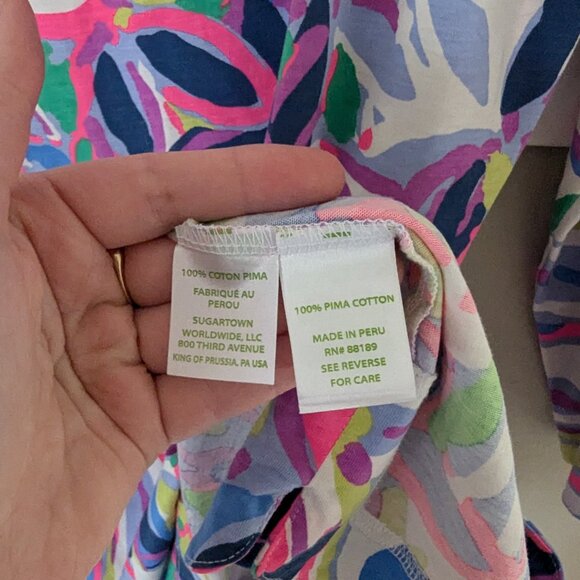 100% COTON PIMA
FABRIQUÉ AU
PEROU
SUGARTOWN
WORLDWIDE, LLC
800 THIRD AVENUE
KING OF PRUSSIA, PA USA
100% PIMA COTTON
MADE IN PERU
RN# 88189
SEE REVERSE
FOR CARE